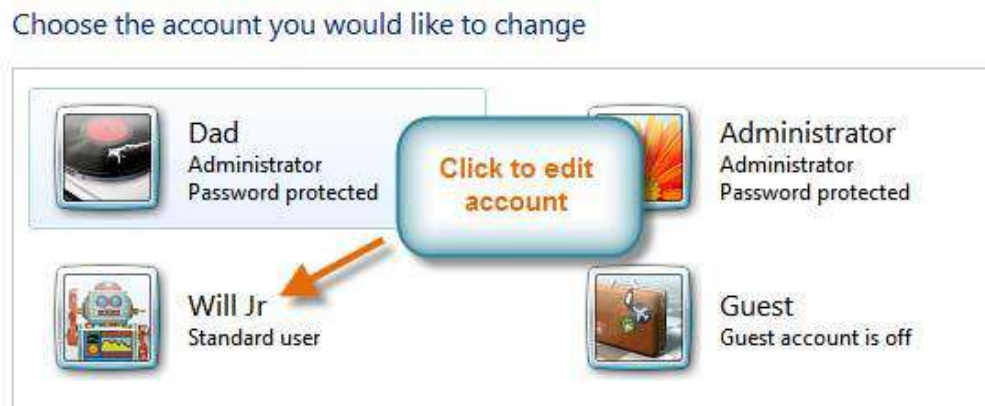 Choose the account you would like to change
Dad
Administrator
Password protected
Click to edit
account
Administrator
Administrator
Password protected
Will Jr
Standard user
Guest
Guest account is off